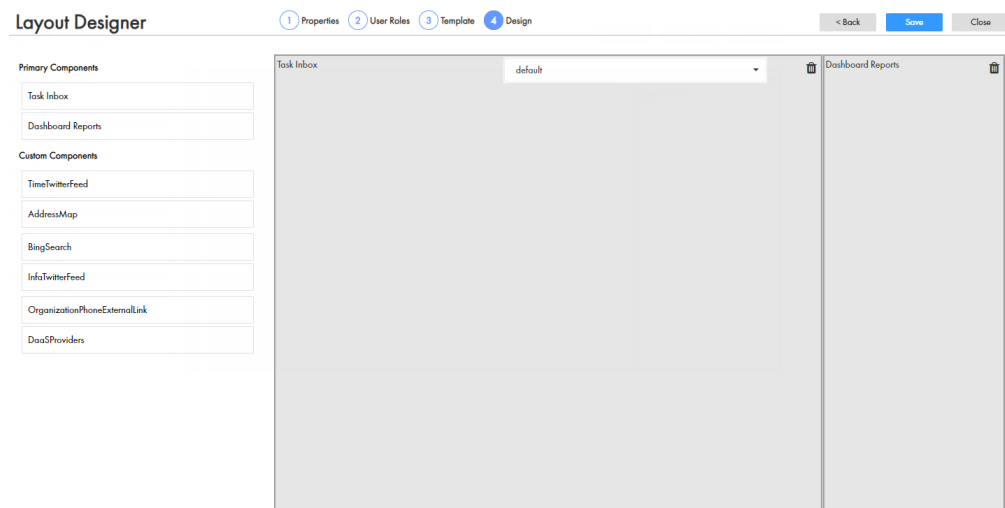 Layout Designer
1 Properties 2 User Roles 3 Template 4 Design
< Back Save Close
Primary Components
Task Inbox
Dashboard Reports
Custom Components
TimeTwitterFeed
AddressMap
BingSearch
InfaTwitterFeed
OrganizationPhoneExternalLink
DaaSProviders
Task Inbox default Dashboard Reports